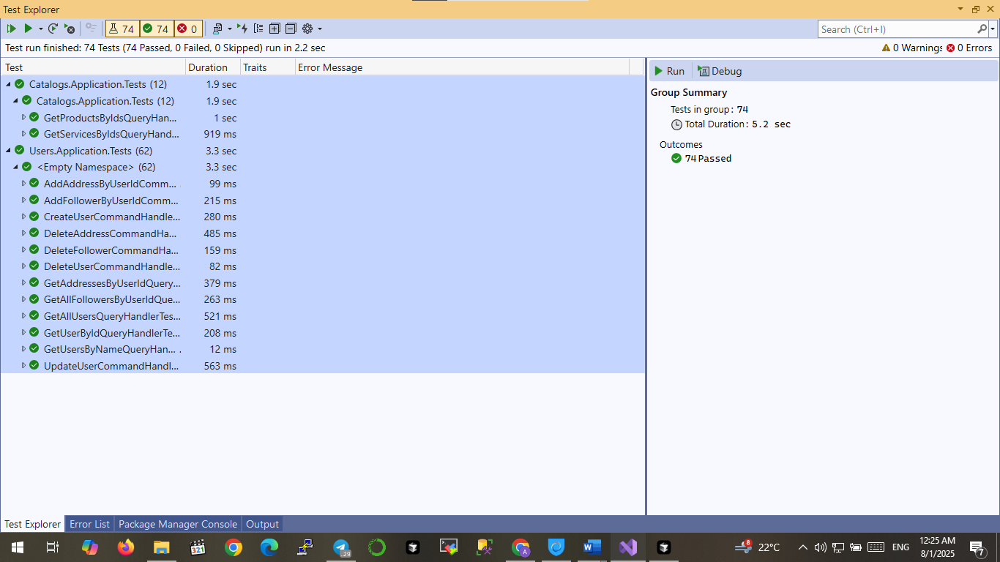 Test Explorer
74 74 0
Search (Ctrl+I)
Test run finished: 74 Tests (74 Passed, 0 Failed, 0 Skipped) run in 2.2 sec
0 Warnings 0 Errors
Test Duration Traits Error Message
Catalogs.Application.Tests (12) 1.9 sec
Catalogs.Application.Tests (12) 1.9 sec
GetProductsByIdsQueryHan... 1 sec
GetServicesByIdsQueryHand... 919 ms
Users.Application.Tests (62) 3.3 sec
<Empty Namespace> (62) 3.3 sec
AddAddressByUserIdComm... 99 ms
AddFollowerByUserIdComm... 215 ms
CreateUserCommandHandle... 280 ms
DeleteAddressCommandHa... 485 ms
DeleteFollowerCommandHa... 159 ms
DeleteUserCommandHandle... 82 ms
GetAddressesByUserIdQuery... 379 ms
GetAllFollowersByUserIdQue... 263 ms
GetAllUsersQueryHandlerTes... 521 ms
GetUserByIdQueryHandlerTe... 208 ms
GetUsersByNameQueryHan... 12 ms
UpdateUserCommandHandl... 563 ms
Run Debug
Group Summary
Tests in group: 74
Total Duration: 5.2 sec
Outcomes
74 Passed
Test Explorer Error List Package Manager Console Output
321
.29
A
W
8
22°C
ENG
12:25 AM
8/1/2025
7